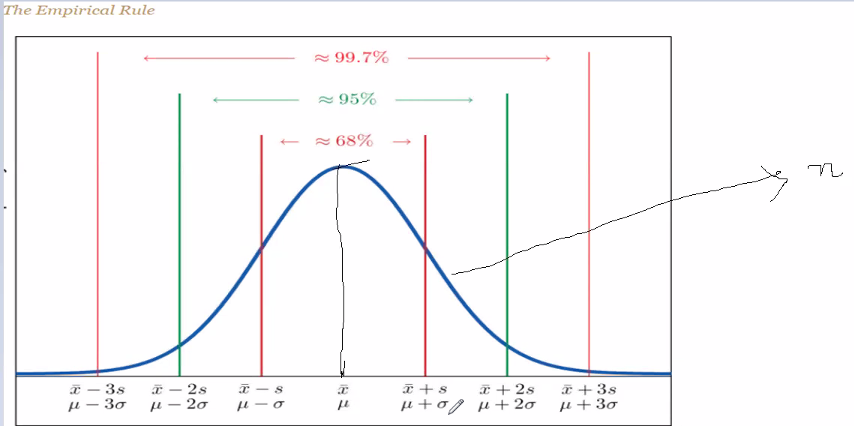 The Empirical Rule
≈ 99.7%
≈ 95%
≈ 68%
n
x̄ − 3s x̄ − 2s x̄ − s x̄ x̄ + s x̄ + 2s x̄ + 3s
μ − 3σ μ − 2σ μ − σ μ μ + σ μ + 2σ μ + 3σ